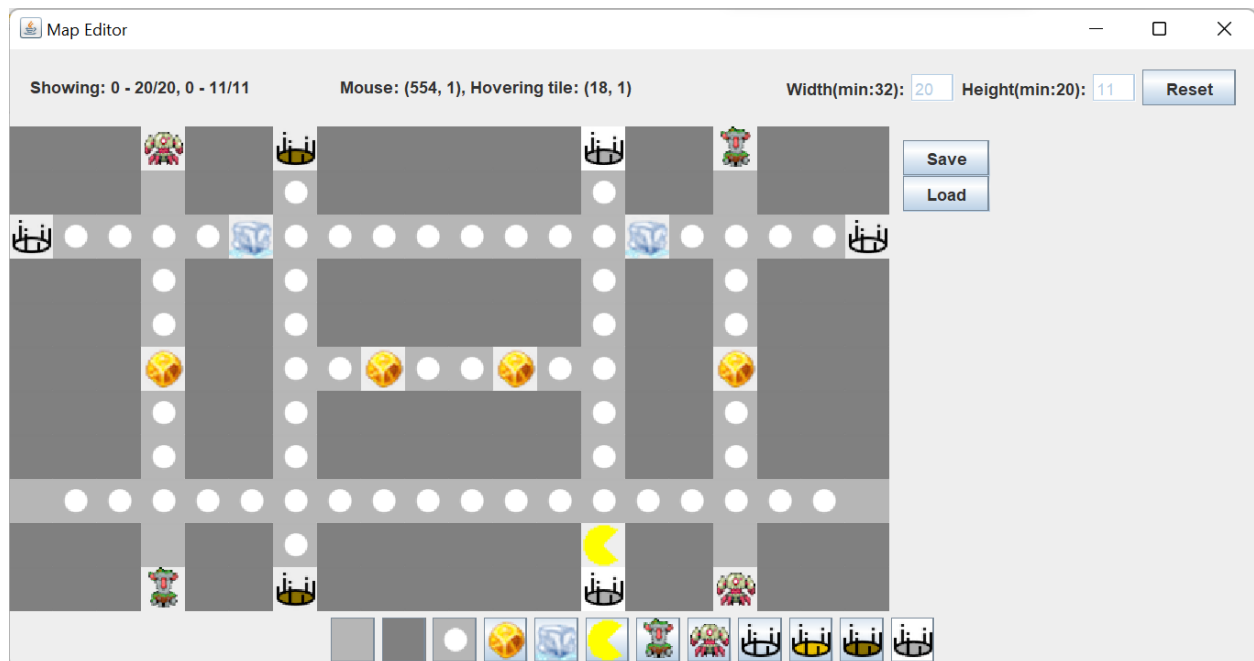 Map Editor
Showing: 0 - 20/20, 0 - 11/11 Mouse: (554, 1), Hovering tile: (18, 1) Width(min:32): 20 Height(min:20): 11 Reset
Save
Load